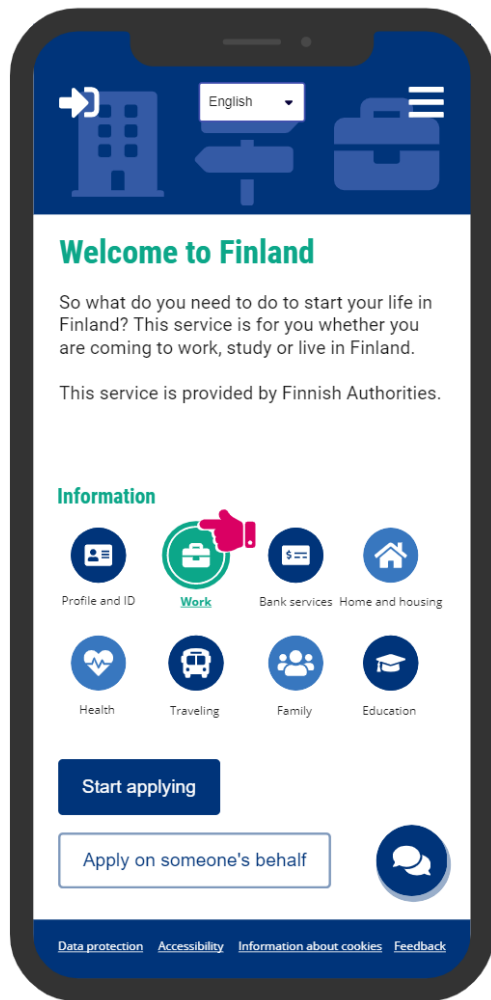 English
Welcome to Finland
So what do you need to do to start your life in
Finland? This service is for you whether you
are coming to work, study or live in Finland.
This service is provided by Finnish Authorities.
Information
Profile and ID
Work
Bank services
Home and housing
Health
Traveling
Family
Education
Start applying
Apply on someone's behalf
Data protection
Accessibility
Information about cookies
Feedback